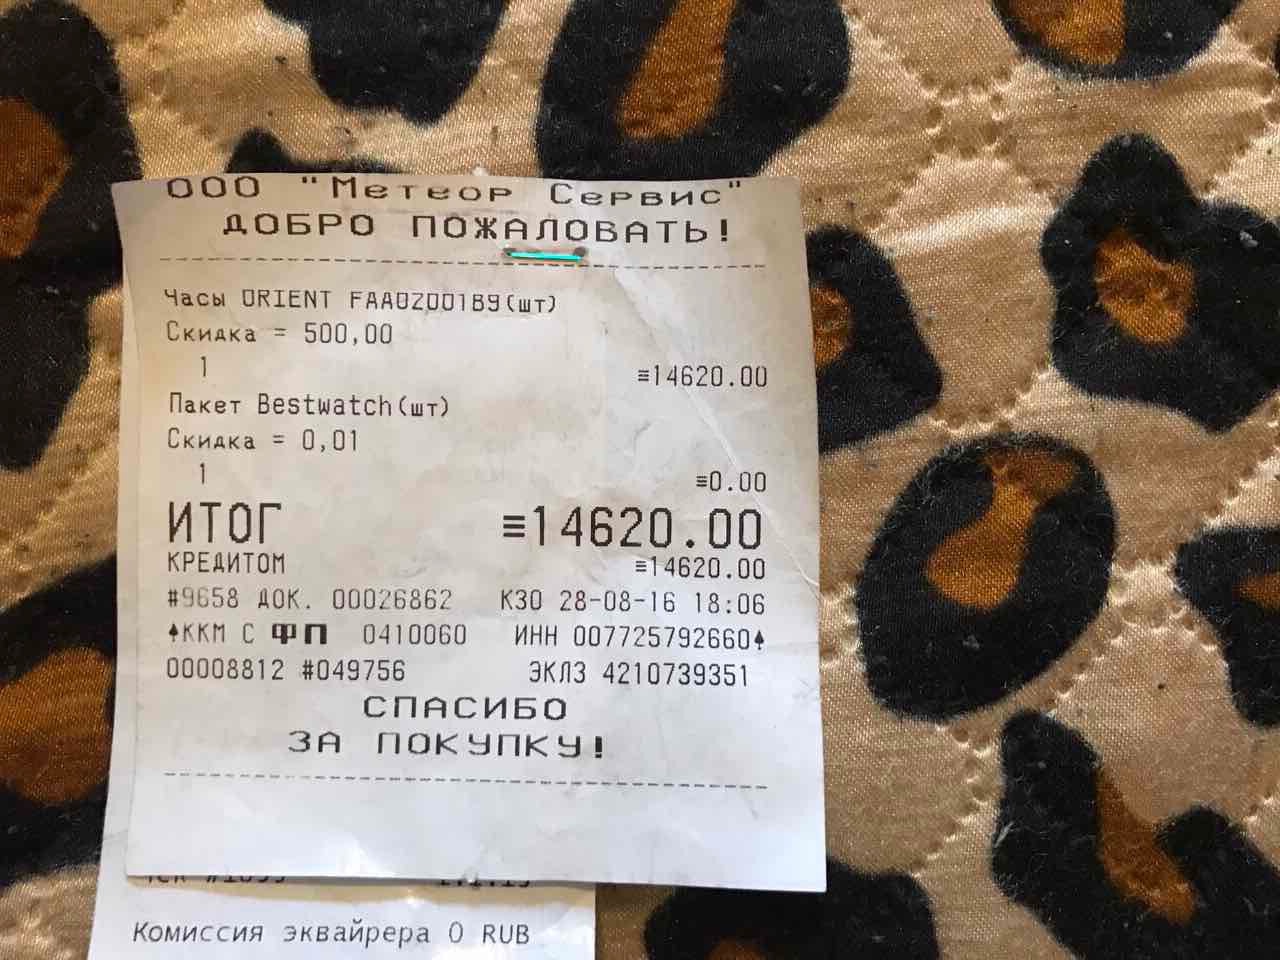 ООО "Метеор Сервис"
ДОБРО ПОЖАЛОВАТЬ!
Часы ORIENT FAA02001B9(шт)
Скидка = 500,00
1
≡14620.00
Пакет Bestwatch(шт)
Скидка = 0,01
1
≡0.00
ИТОГ ≡14620.00
КРЕДИТОМ ≡14620.00
#9658 ДОК. 00026862 К30 28-08-16 18:06
♠ККМ С ФП 0410060 ИНН 007725792660♠
00008812 #049756 ЭКЛЗ 4210739351
СПАСИБО
ЗА ПОКУПКУ!
Комиссия эквайрера 0 RUB